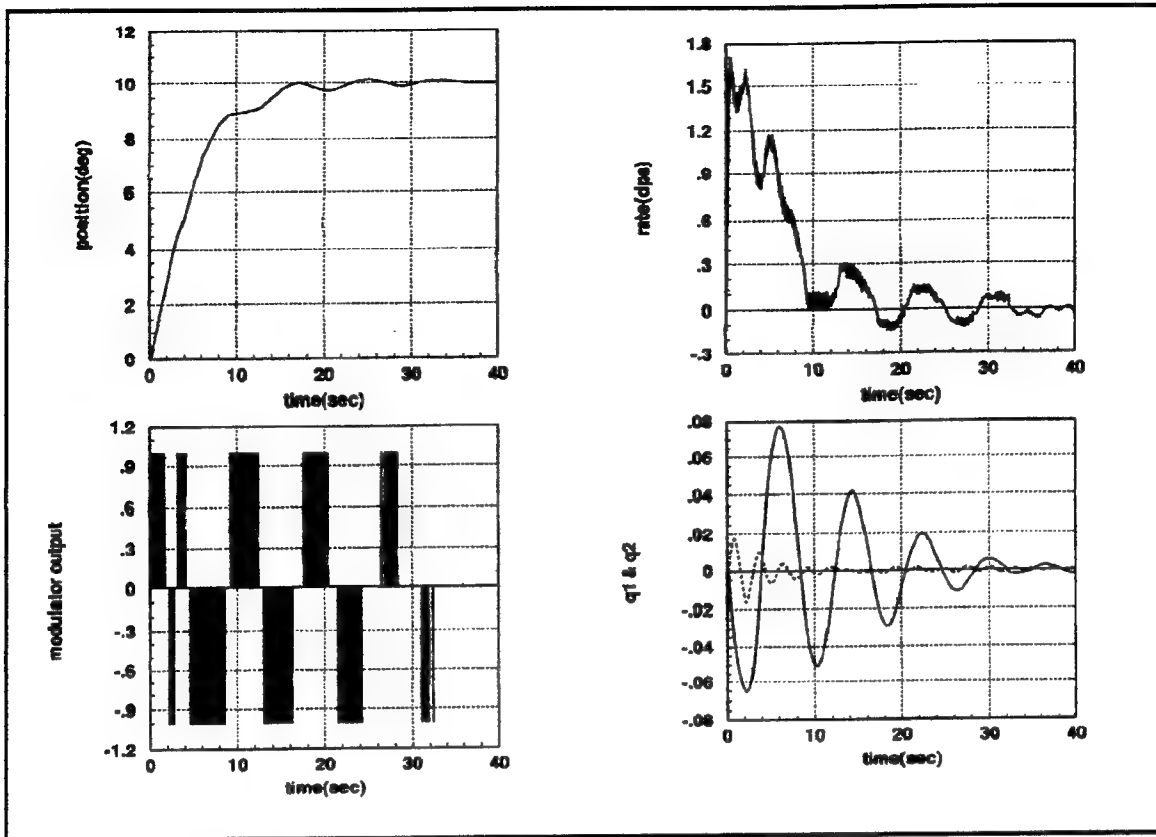 position(deg)
12
10
8
6
4
2
0
0 10 20 30 40
time(sec)
rate(dps)
1.8
1.5
1.2
.9
.6
.3
0
-.3
0 10 20 30 40
time(sec)
modulator output
1.2
.9
.6
.3
0
-.3
-.6
-.9
-1.2
0 10 20 30 40
time(sec)
q1 & q2
.08
.06
.04
.02
0
-.02
-.04
-.06
-.08
0 10 20 30 40
time(sec)